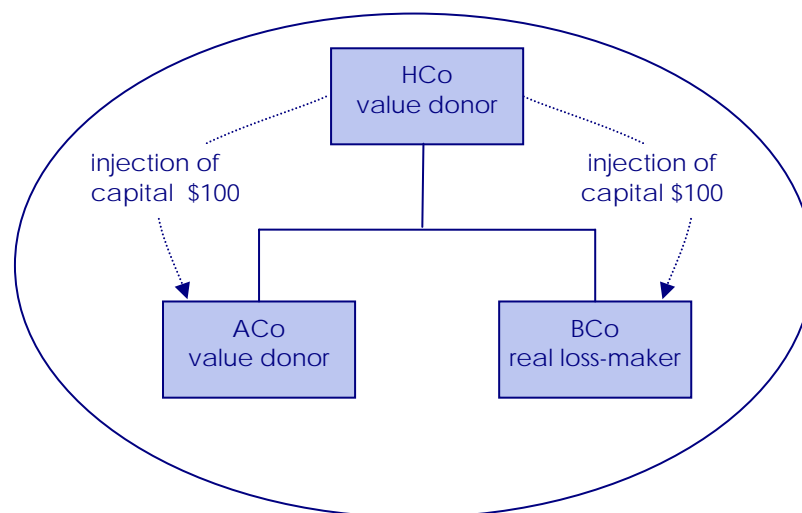 HCo
value donor
injection of
capital $100
injection of
capital $100
ACo
value donor
BCo
real loss-maker